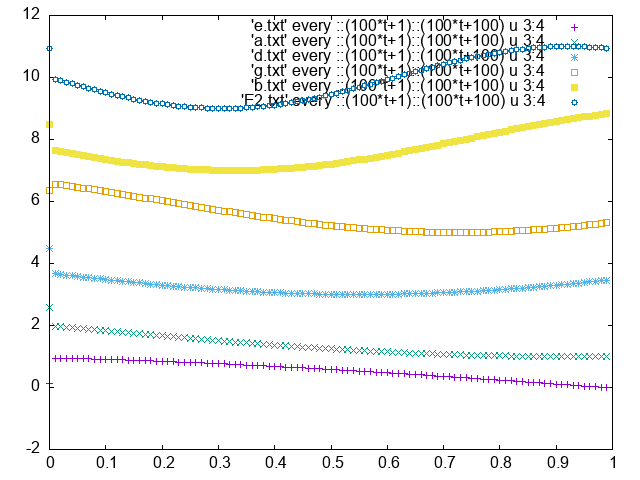 'e.txt' every ::(100*t+1)::(100*t+100) u 3:4
'a.txt' every ::(100*t+1)::(100*t+100) u 3:4
'd.txt' every ::(100*t+1)::(100*t+100) u 3:4
'g.txt' every ::(100*t+1)::(100*t+100) u 3:4
'b.txt' every ::(100*t+1)::(100*t+100) u 3:4
'F2.txt' every ::(100*t+1)::(100*t+100) u 3:4
12
10
8
6
4
2
0
-2
0 0.1 0.2 0.3 0.4 0.5 0.6 0.7 0.8 0.9 1